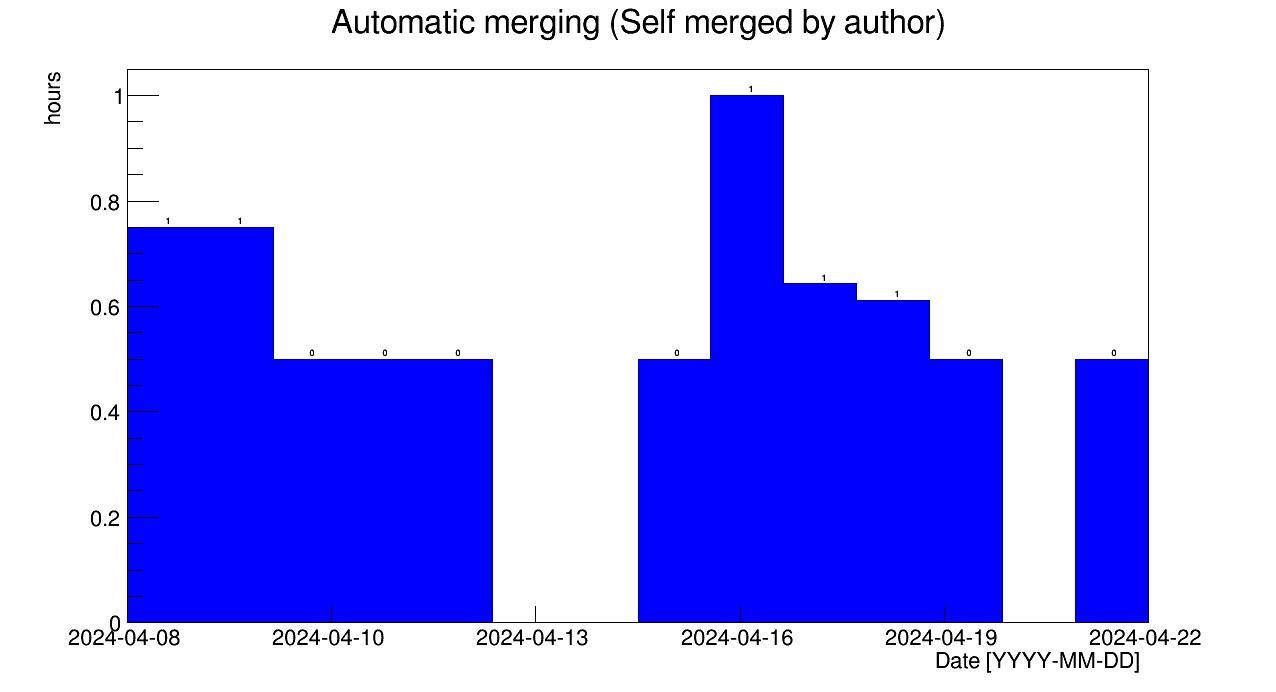 Automatic merging (Self merged by author)
hours
1
0.8
0.6
0.4
0.2
0
1 1 0 0 0 0 1 1 1 0 0
2024-04-08 2024-04-10 2024-04-13 2024-04-16 2024-04-19 2024-04-22
Date [YYYY-MM-DD]